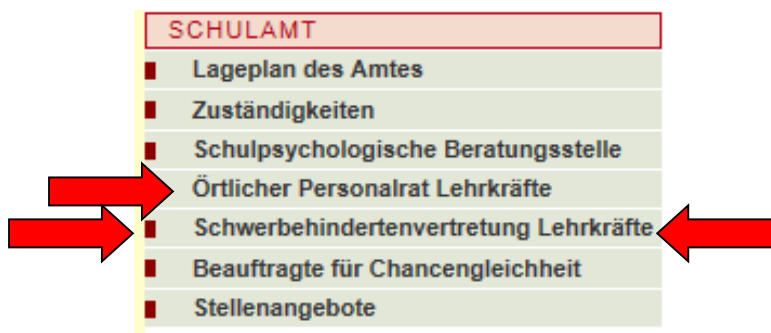 SCHULAMT
Lageplan des Amtes
Zuständigkeiten
Schulpsychologische Beratungsstelle
Örtlicher Personalrat Lehrkräfte
Schwerbehindertenvertretung Lehrkräfte
Beauftragte für Chancengleichheit
Stellenangebote